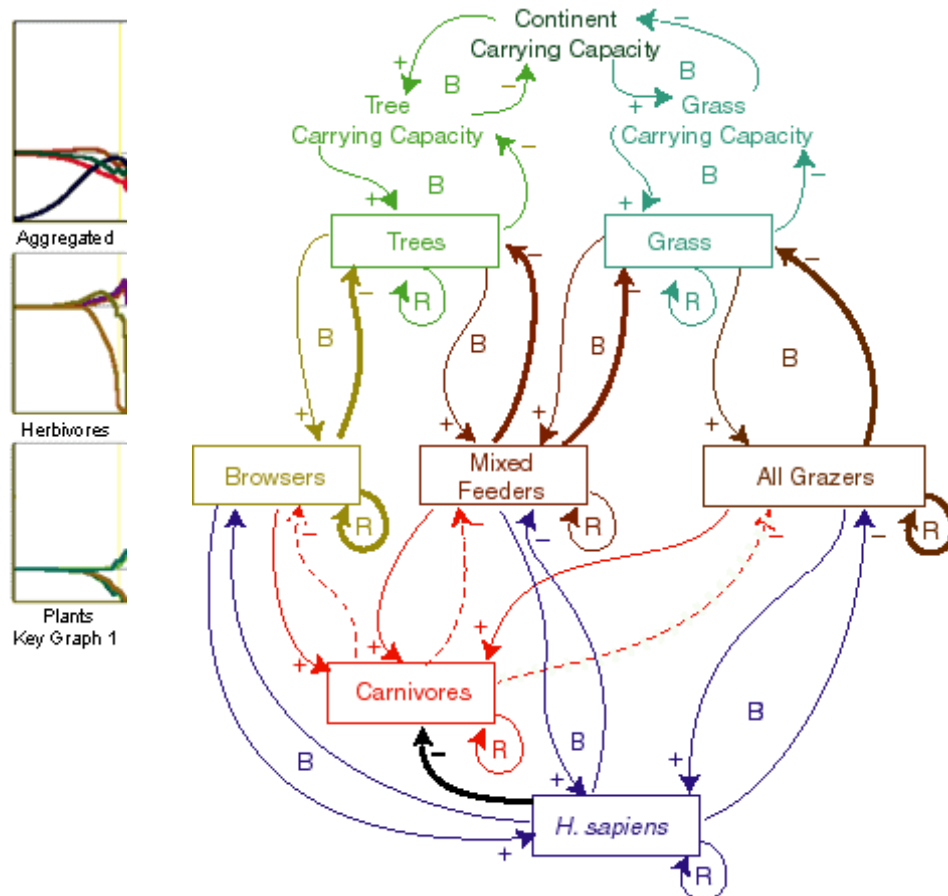 Continent
Carrying Capacity
−
+
B
B
−
+
Tree
Carrying Capacity
Grass
Carrying Capacity
−
B
B
−
+
+
Trees
Grass
−
−
−
−
R
R
B
B
B
B
+
+
+
+
Browsers
Mixed
Feeders
All Grazers
R
R
R
−
−
−
−
−
+
+
+
Carnivores
R
B
B
B
−
+
+
+
H. sapiens
R
Aggregated
Herbivores
Plants
Key Graph 1